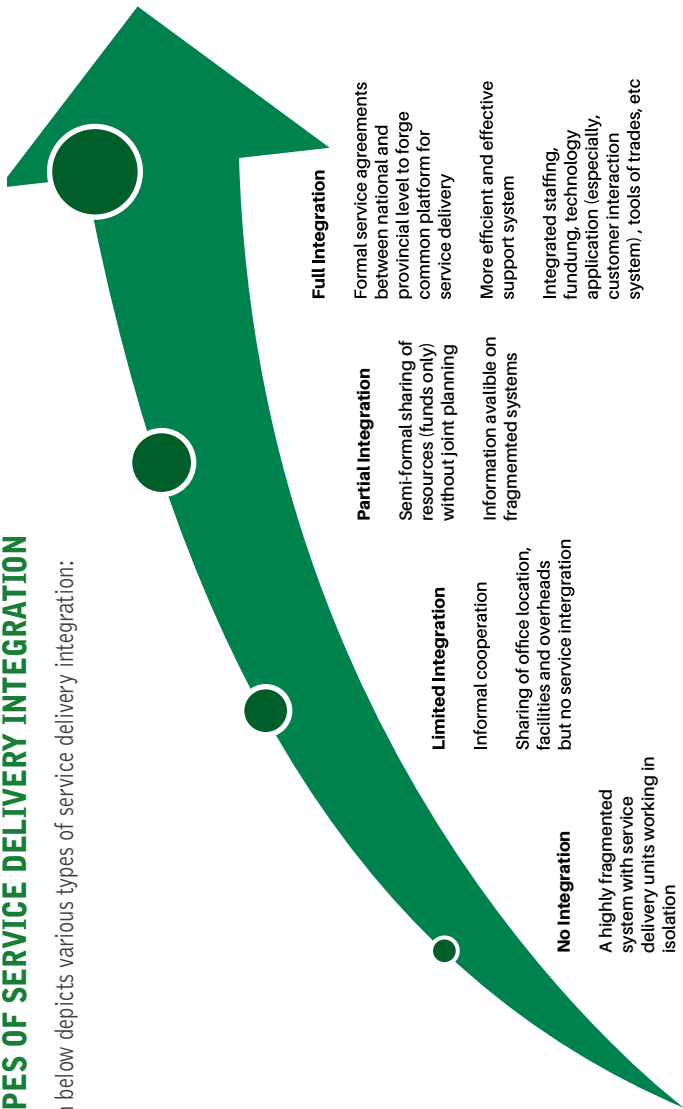 PES OF SERVICE DELIVERY INTEGRATION
below depicts various types of service delivery integration:
No Integration
A highly fragmented
system with service
delivery units working in
isolation
Limited Integration
Informal cooperation
Sharing of office location,
facilities and overheads
but no service intergration
Partial Integration
Semi-formal sharing of
resources (funds only)
without joint planning
Information avalible on
fragmemted systems
Full Integration
Formal service agreements
between national and
provincial level to forge
common platform for
service delivery
More efficient and effective
support system
Integrated staffing,
fundung, technology
application (especially,
customer interaction
system) , tools of trades, etc